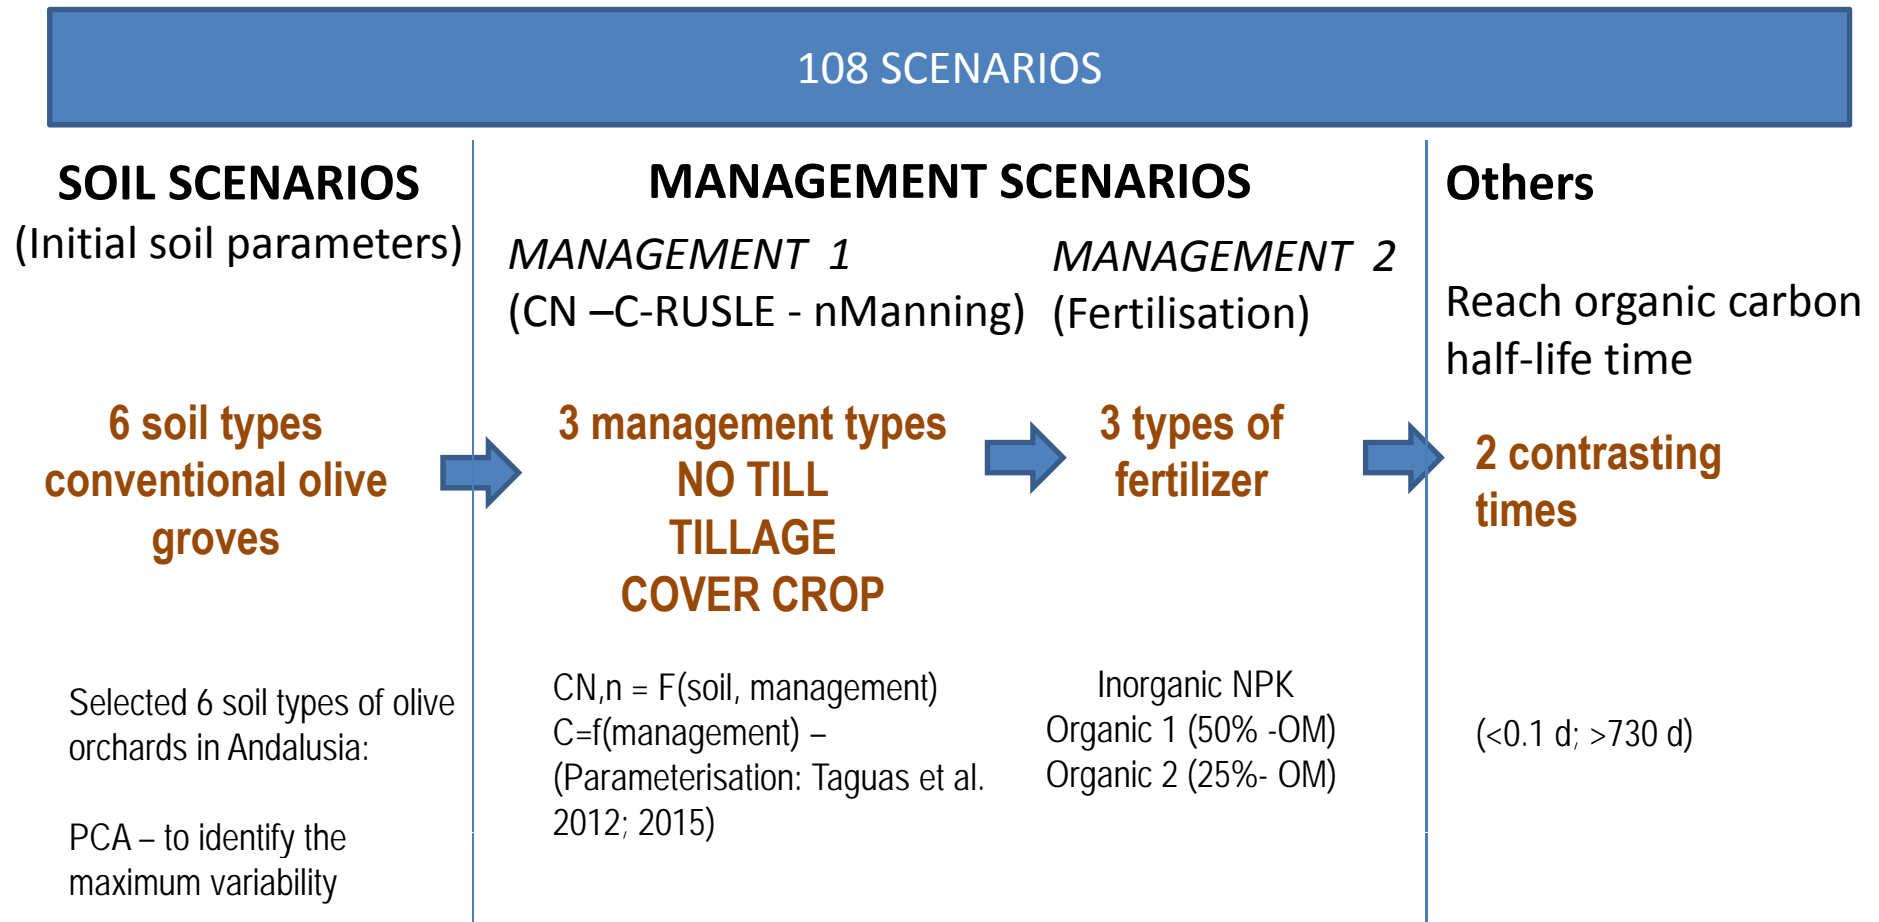 108 SCENARIOS
SOIL SCENARIOS
(Initial soil parameters)
6 soil types
conventional olive
groves
Selected 6 soil types of olive
orchards in Andalusia:
PCA – to identify the
maximum variability
MANAGEMENT SCENARIOS
MANAGEMENT 1
(CN –C-RUSLE - nManning)
3 management types
NO TILL
TILLAGE
COVER CROP
CN,n = F(soil, management)
C=f(management) –
(Parameterisation: Taguas et al.
2012; 2015)
MANAGEMENT 2
(Fertilisation)
3 types of
fertilizer
Inorganic NPK
Organic 1 (50% -OM)
Organic 2 (25%- OM)
Others
Reach organic carbon
half-life time
2 contrasting
times
(<0.1 d; >730 d)